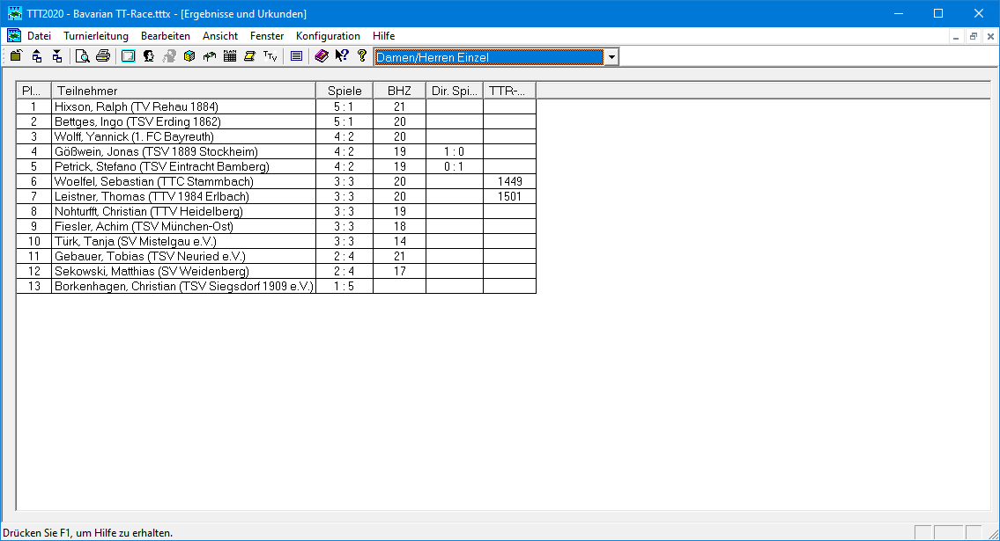 TTT2020 - Bavarian TT-Race.tttx - [Ergebnisse und Urkunden]
Datei Turnierleitung Bearbeiten Ansicht Fenster Konfiguration Hilfe
Damen/Herren Einzel
Pl... Teilnehmer Spiele BHZ Dir. Spi... TTR-...
1 Hixson, Ralph (TV Rehau 1884) 5 : 1 21
2 Bettges, Ingo (TSV Erding 1862) 5 : 1 20
3 Wolff, Yannick (1. FC Bayreuth) 4 : 2 20
4 Gößwein, Jonas (TSV 1889 Stockheim) 4 : 2 19 1 : 0
5 Petrick, Stefano (TSV Eintracht Bamberg) 4 : 2 19 0 : 1
6 Woelfel, Sebastian (TTC Stammbach) 3 : 3 20 1449
7 Leistner, Thomas (TTV 1984 Erlbach) 3 : 3 20 1501
8 Nohturfft, Christian (TTV Heidelberg) 3 : 3 19
9 Fiesler, Achim (TSV München-Ost) 3 : 3 18
10 Türk, Tanja (SV Mistelgau e.V.) 3 : 3 14
11 Gebauer, Tobias (TSV Neuried e.V.) 2 : 4 21
12 Sekowski, Matthias (SV Weidenberg) 2 : 4 17
13 Borkenhagen, Christian (TSV Siegsdorf 1909 e.V.) 1 : 5
Drücken Sie F1, um Hilfe zu erhalten.